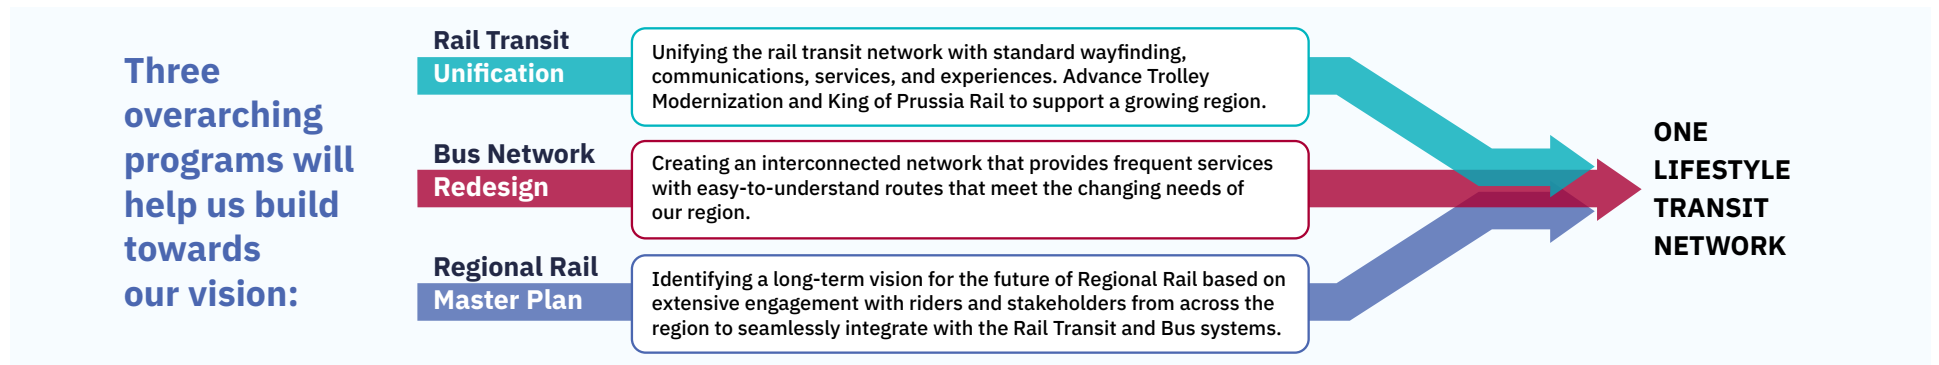 Three
overarching
programs will
help us build
towards
our vision:
Rail Transit
Unification
Unifying the rail transit network with standard wayfinding,
communications, services, and experiences. Advance Trolley
Modernization and King of Prussia Rail to support a growing region.
Bus Network
Redesign
Creating an interconnected network that provides frequent services
with easy-to-understand routes that meet the changing needs of
our region.
Regional Rail
Master Plan
Identifying a long-term vision for the future of Regional Rail based on
extensive engagement with riders and stakeholders from across the
region to seamlessly integrate with the Rail Transit and Bus systems.
ONE
LIFESTYLE
TRANSIT
NETWORK